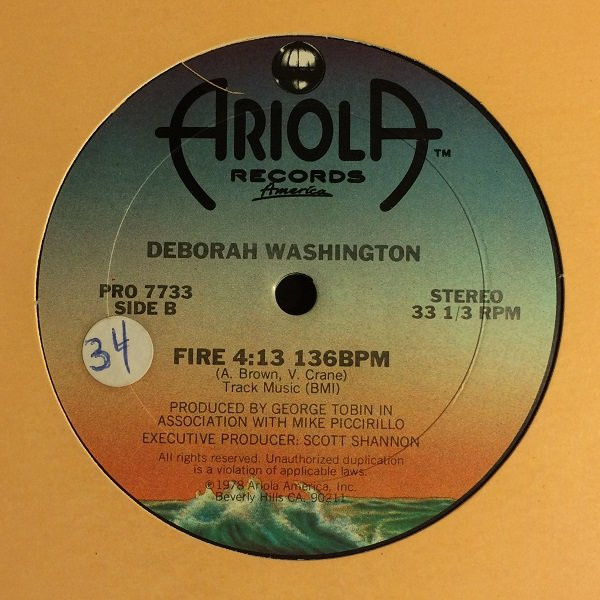 ARIOLA™
RECORDS
America
DEBORAH WASHINGTON
PRO 7733
SIDE B
STEREO
33 1/3 RPM
34
FIRE 4:13 136BPM
(A. Brown, V. Crane)
Track Music (BMI)
PRODUCED BY GEORGE TOBIN IN
ASSOCIATION WITH MIKE PICCIRILLO
EXECUTIVE PRODUCER: SCOTT SHANNON
All rights reserved. Unauthorized duplication
is a violation of applicable laws.
℗ 1978 Ariola America, Inc.
Beverly Hills CA. 90211